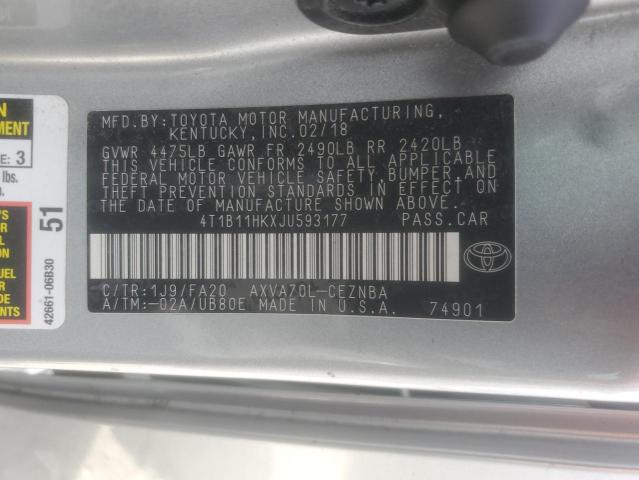 MFD.BY:TOYOTA MOTOR MANUFACTURING,
KENTUCKY, INC.02/18
GVWR 4475LB GAWR FR 2490LB RR 2420LB
THIS VEHICLE CONFORMS TO ALL APPLICABLE
FEDERAL MOTOR VEHICLE SAFETY,BUMPER,AND
THEFT PREVENTION STANDARDS IN EFFECT ON
THE DATE OF MANUFACTURE SHOWN ABOVE.
4T1B11HKXJU593177 PASS.CAR
C/TR:1J9/FA20 AXVA70L-CEZNBA
A/TM:-02A/UB80E MADE IN U.S.A. 74901
TOYOTA
3
lbs.
51
42661-06B30